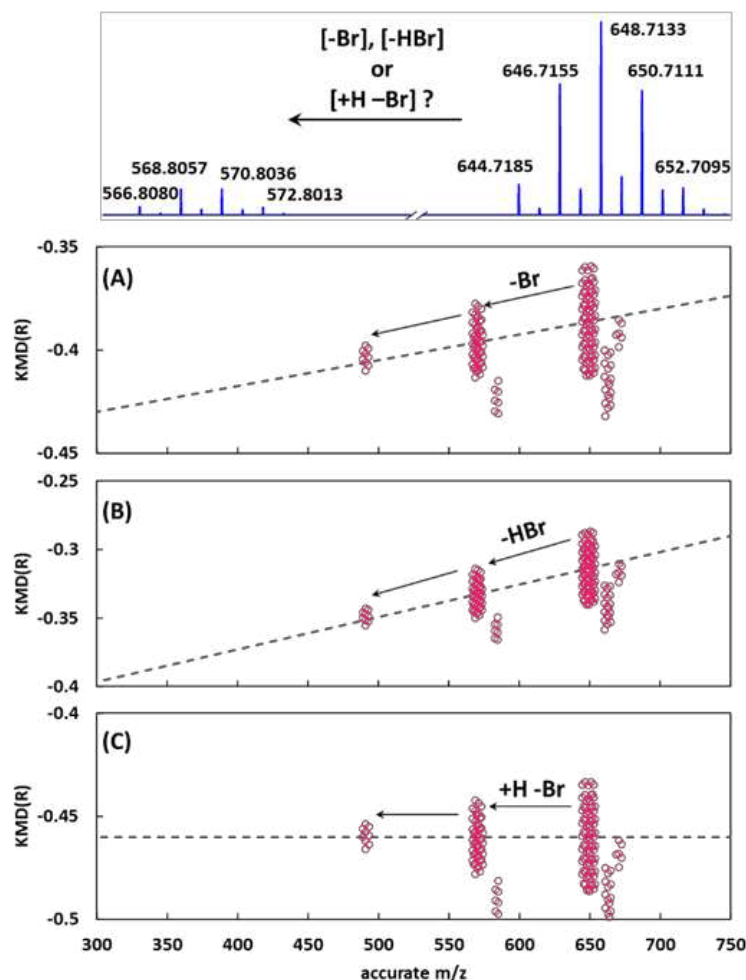 [-Br], [-HBr]
or
[+H –Br] ?
648.7133
646.7155
650.7111
644.7185
652.7095
568.8057
570.8036
566.8080
572.8013
-0.35
(A)
-Br
KMD(R)
-0.4
-0.45
-0.25
(B)
-HBr
KMD(R)
-0.3
-0.35
-0.4
-0.4
(C)
+H -Br
KMD(R)
-0.45
-0.5
300 350 400 450 500 550 600 650 700 750
accurate m/z